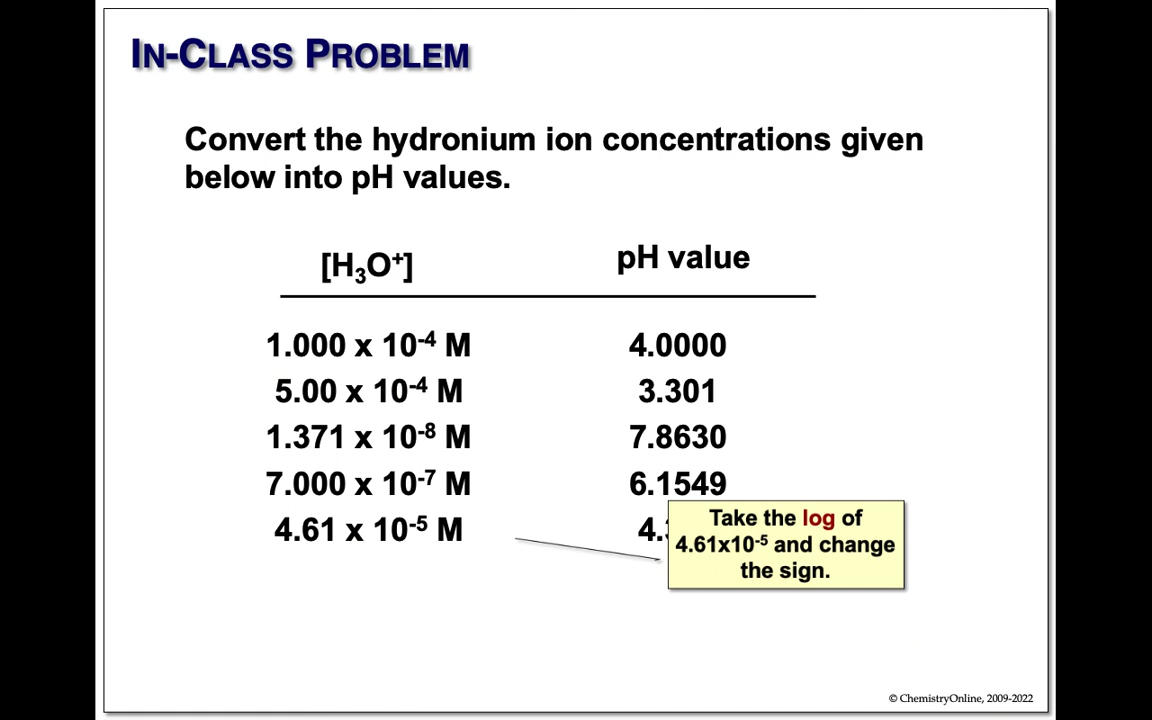 IN-CLASS PROBLEM
Convert the hydronium ion concentrations given
below into pH values.
[H₃O⁺] pH value
1.000 x 10⁻⁴ M 4.0000
5.00 x 10⁻⁴ M 3.301
1.371 x 10⁻⁸ M 7.8630
7.000 x 10⁻⁷ M 6.1549
4.61 x 10⁻⁵ M 4.
Take the log of
4.61x10⁻⁵ and change
the sign.
© ChemistryOnline, 2009-2022